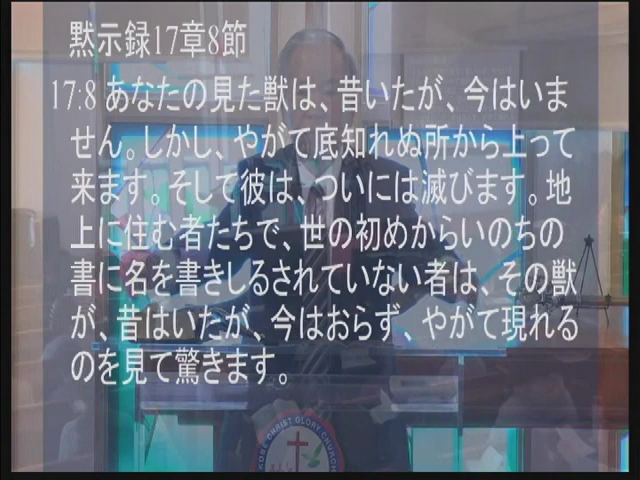 黙示録17章8節
17:8 あなたの見た獣は、昔いたが、今はいま
せん。しかし、やがて底知れぬ所から上って
来ます。そして彼は、ついには滅びます。地
上に住む者たちで、世の初めからいのちの
書に名を書きしるされていない者は、その獣
が、昔はいたが、今はおらず、やがて現れる
のを見て驚きます。
KOBE CHRIST GLORY CHURCH